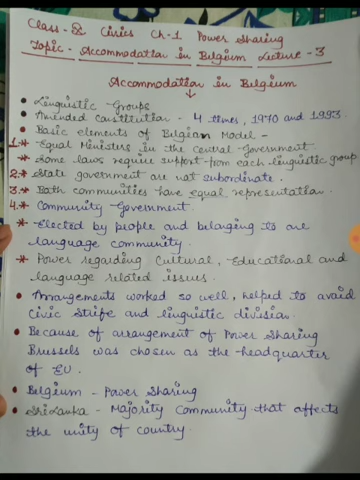 Class-8 Civics Ch-1 Power Sharing
Topic - Accommodation in Belgium Lecture - 3
Accommodation in Belgium
↓
• Linguistic Groups
• Amended Constitution - 4 times, 1970 and 1993.
• Basic elements of Belgian Model -
1.* Equal Ministers in the Central Government.
* Some laws require support from each linguistic group
2.* State government are not subordinate.
3.* Both communities have equal representation.
4.* Community Government.
* Elected by people and belonging to one
language community.
* Power regarding Cultural, Educational and
language related issues.
• Arrangements worked so well, helped to avoid
Civic Strife and linguistic division.
• Because of arrangement of Power Sharing
Brussels was chosen as the headquarter
of EU.
• Belgium - Power Sharing
• Sri Lanka - Majority Community that affects
the unity of country.